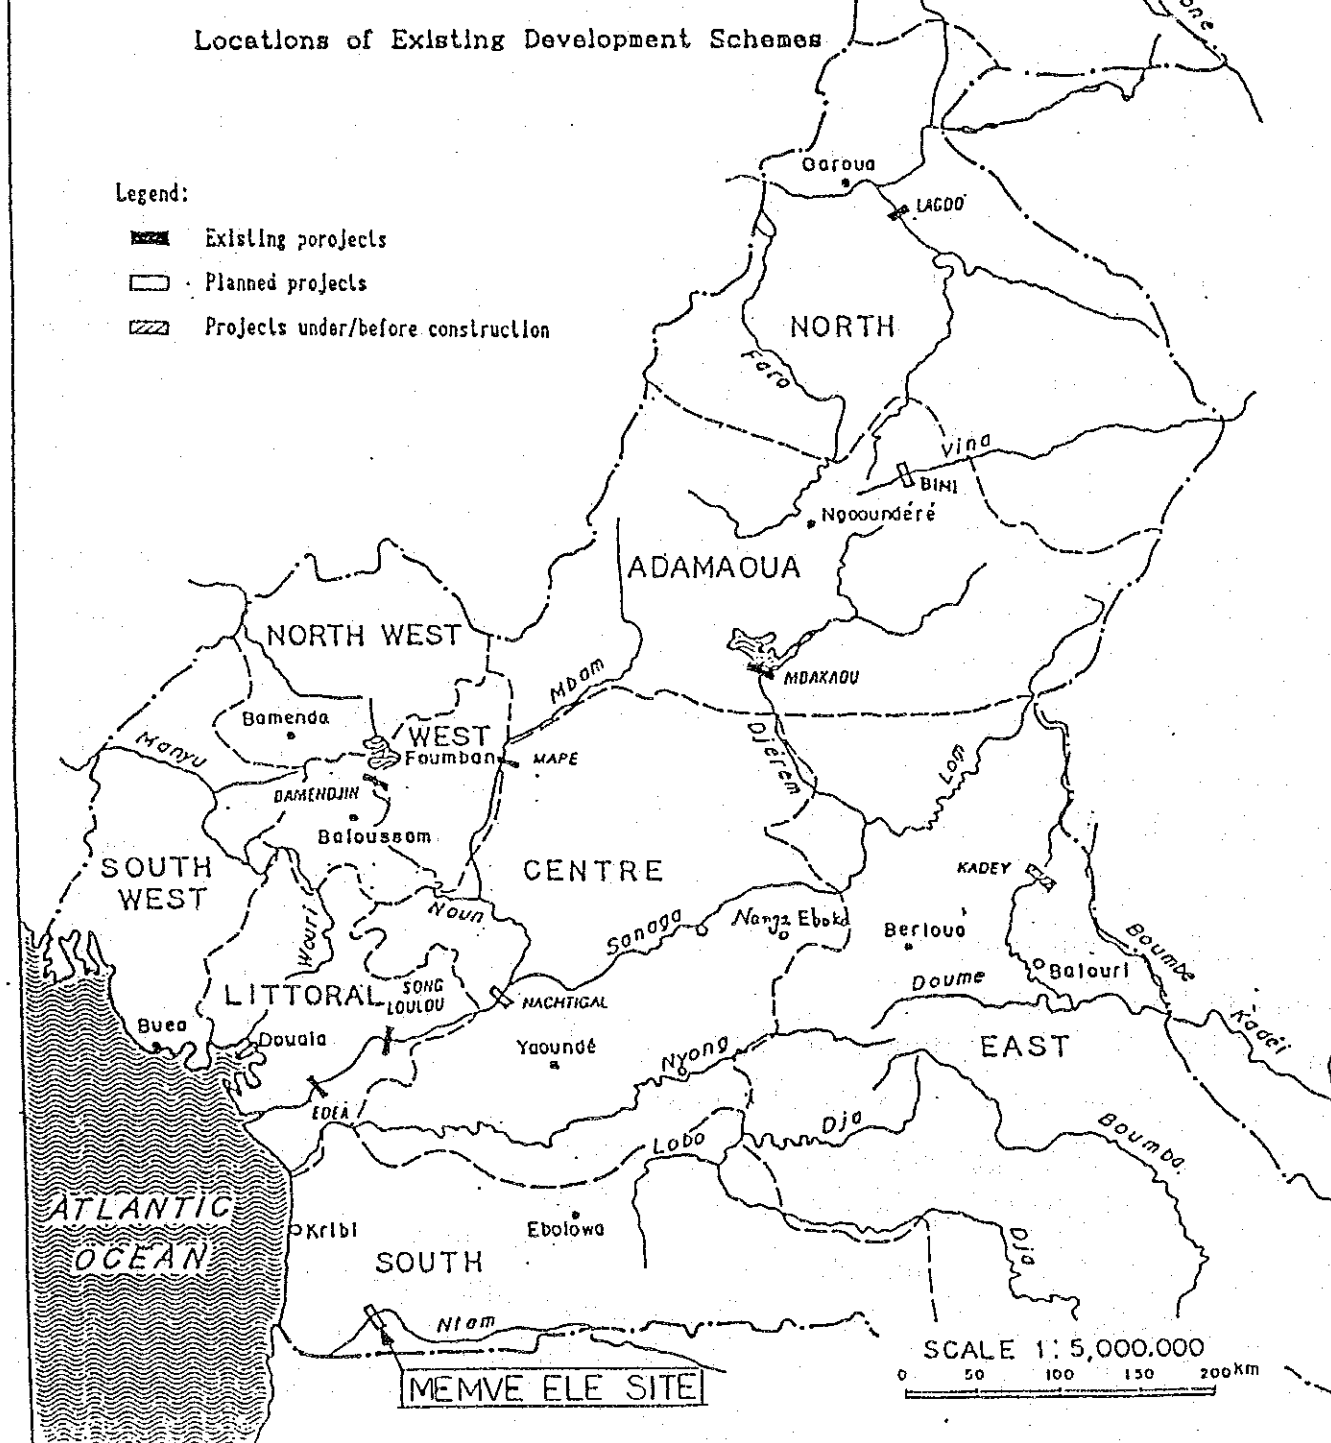 Locations of Existing Development Schemes
Legend:
Existing porojects
Planned projects
Projects under/before construction
Garoua
LAGDO
NORTH
Faro
Vina
BINI
Ngooundéré
ADAMAOUA
NORTH WEST
MBam
MBAKAOU
Bamenda
Manyu
WEST
Foumban
MAPE
Djérem
Lom
BAMENDJIN
Bafoussam
SOUTH
WEST
CENTRE
KADEY
Noun
Wouri
Sanaga
Nanga Eboko
Bertoua
Boumbe
Batouri
Doume
LITTORAL
SONG
LOULOU
NACHTIGAL
Kadéi
Buea
Douala
Yaoundé
Nyong
EAST
EDEA
Lobo
Dja
Boumba
ATLANTIC
OCEAN
Kribi
Ebolowa
SOUTH
Dja
Ntem
MEMVE ELE SITE
SCALE 1:5,000.000
0 50 100 150 200km